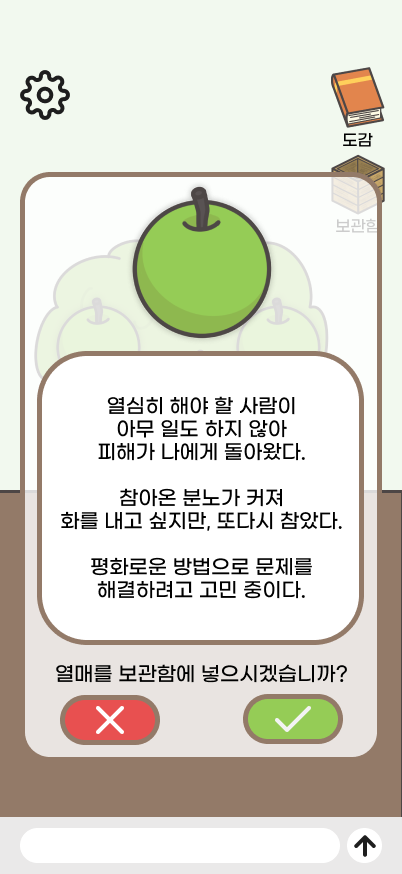 도감
보관함
열심히 해야 할 사람이
아무 일도 하지 않아
피해가 나에게 돌아왔다.
참아온 분노가 커져
화를 내고 싶지만, 또다시 참았다.
평화로운 방법으로 문제를
해결하려고 고민 중이다.
열매를 보관함에 넣으시겠습니까?